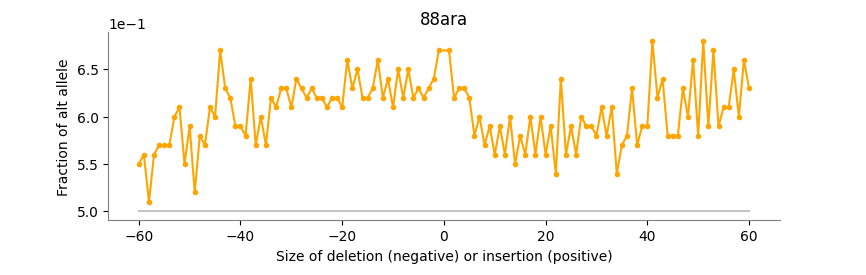 88ara
1e−1
6.5
6.0
5.5
5.0
Fraction of alt allele
−60 −40 −20 0 20 40 60
Size of deletion (negative) or insertion (positive)